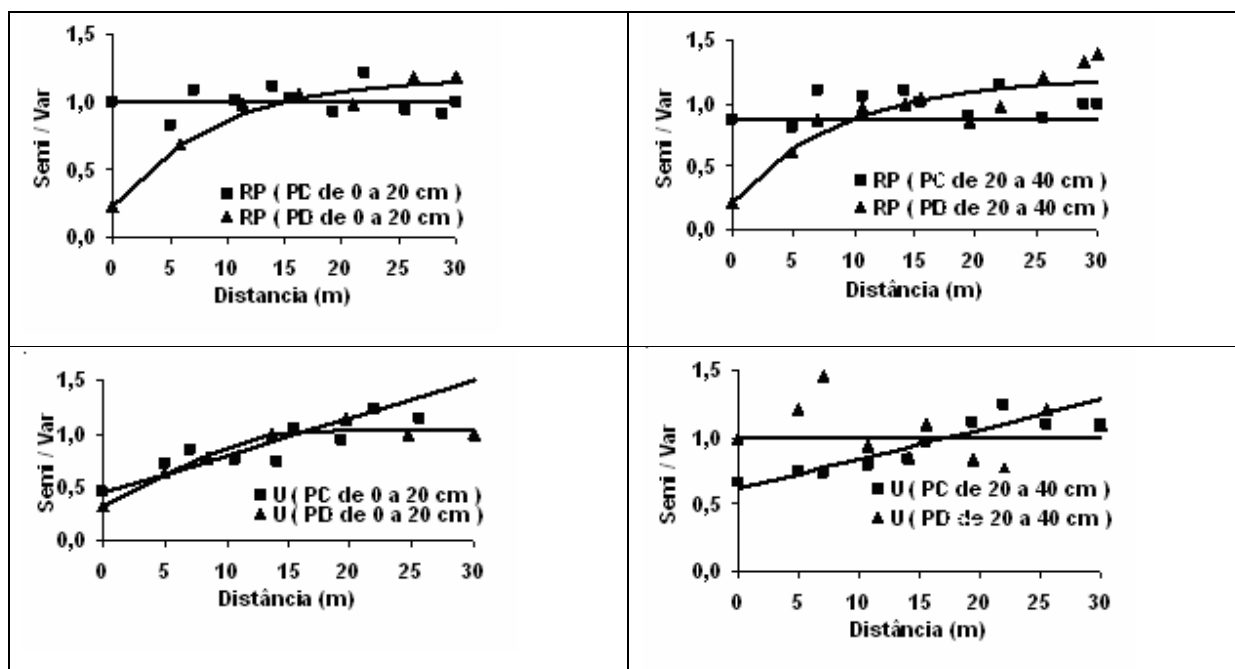 1,5
1,0
0,5
0,0
Semi / Var
RP ( PC de 0 a 20 cm )
RP ( PD de 0 a 20 cm )
0 5 10 15 20 25 30
Distancia (m)
1,5
1,0
0,5
0,0
Semi / Var
RP ( PC de 20 a 40 cm )
RP ( PD de 20 a 40 cm )
0 5 10 15 20 25 30
Distância (m)
1,5
1,0
0,5
0,0
Semi / Var
U ( PC de 0 a 20 cm )
U ( PD de 0 a 20 cm )
0 5 10 15 20 25 30
Distância (m)
1,5
1,0
0,5
0,0
Semi / Var
U ( PC de 20 a 40 cm )
U ( PD de 20 a 40 cm )
0 5 10 15 20 25 30
Distância (m)